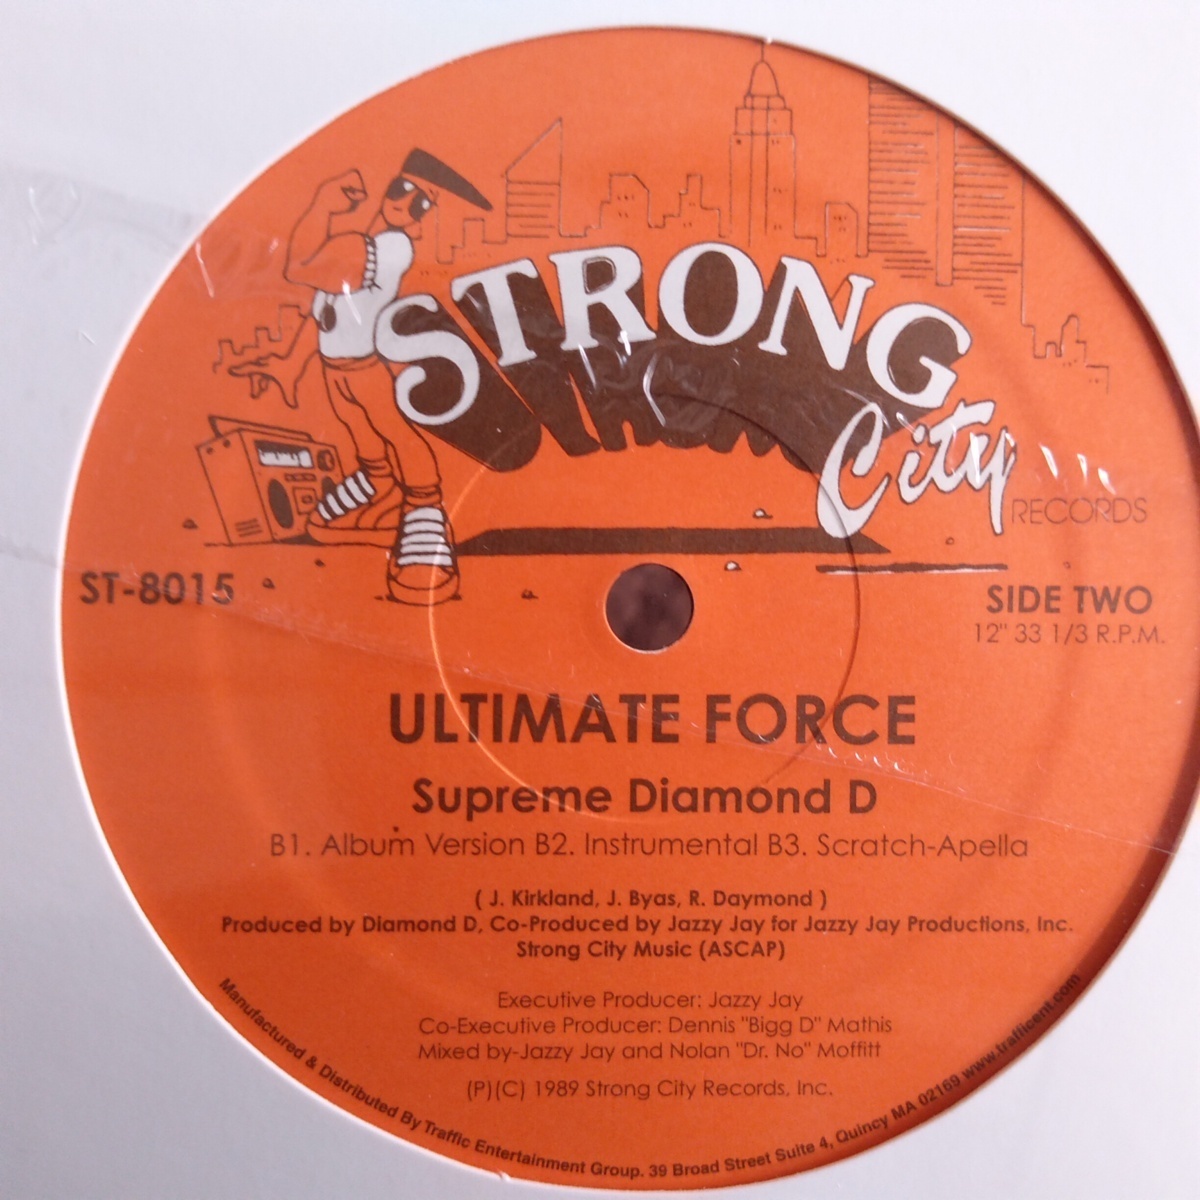 STRONG
City
RECORDS
ST-8015
SIDE TWO
12" 33 1/3 R.P.M.
ULTIMATE FORCE
Supreme Diamond D
B1. Album Version B2. Instrumental B3. Scratch-Apella
( J. Kirkland, J. Byas, R. Daymond )
Produced by Diamond D, Co-Produced by Jazzy Jay for Jazzy Jay Productions, Inc.
Strong City Music (ASCAP)
Executive Producer: Jazzy Jay
Co-Executive Producer: Dennis "Bigg D" Mathis
Mixed by-Jazzy Jay and Nolan "Dr. No" Moffitt
(P)(C) 1989 Strong City Records, Inc.
Manufactured & Distributed By Traffic Entertainment Group. 39 Broad Street Suite 4, Quincy MA 02169 www.trafficent.com